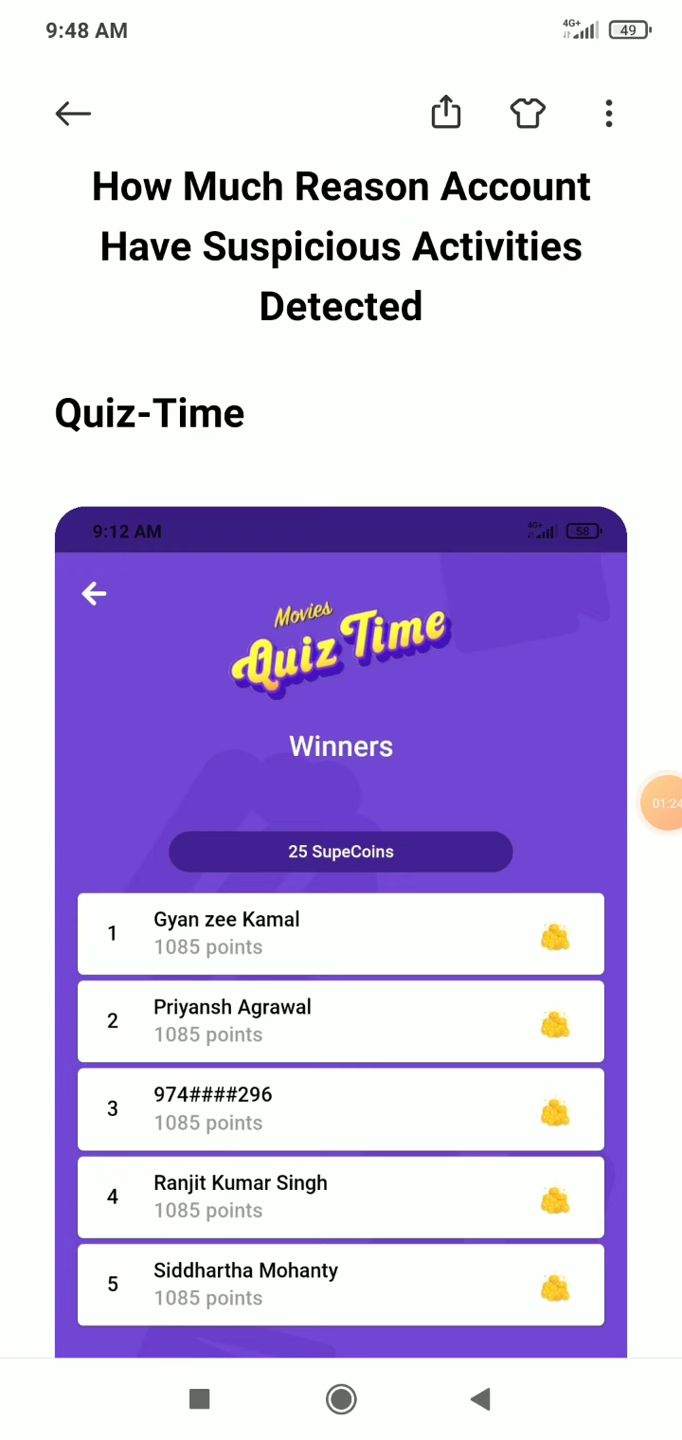 9:48 AM
4G+
49
How Much Reason Account
Have Suspicious Activities
Detected
Quiz-Time
9:12 AM
4G+
58
Movies
Quiz Time
Winners
01:24
25 SupeCoins
1
Gyan zee Kamal
1085 points
2
Priyansh Agrawal
1085 points
3
974####296
1085 points
4
Ranjit Kumar Singh
1085 points
5
Siddhartha Mohanty
1085 points